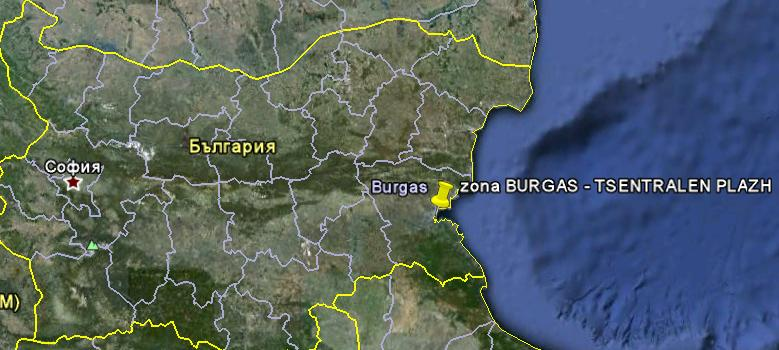 България
София
Burgas
zona BURGAS - TSENTRALEN PLAZH
M)